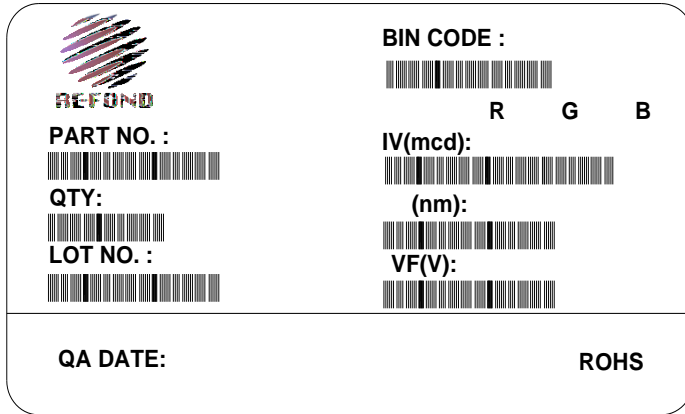 REFOND
BIN CODE :
R G B
PART NO. :
IV(mcd):
QTY:
(nm):
LOT NO. :
VF(V):
QA DATE:
ROHS